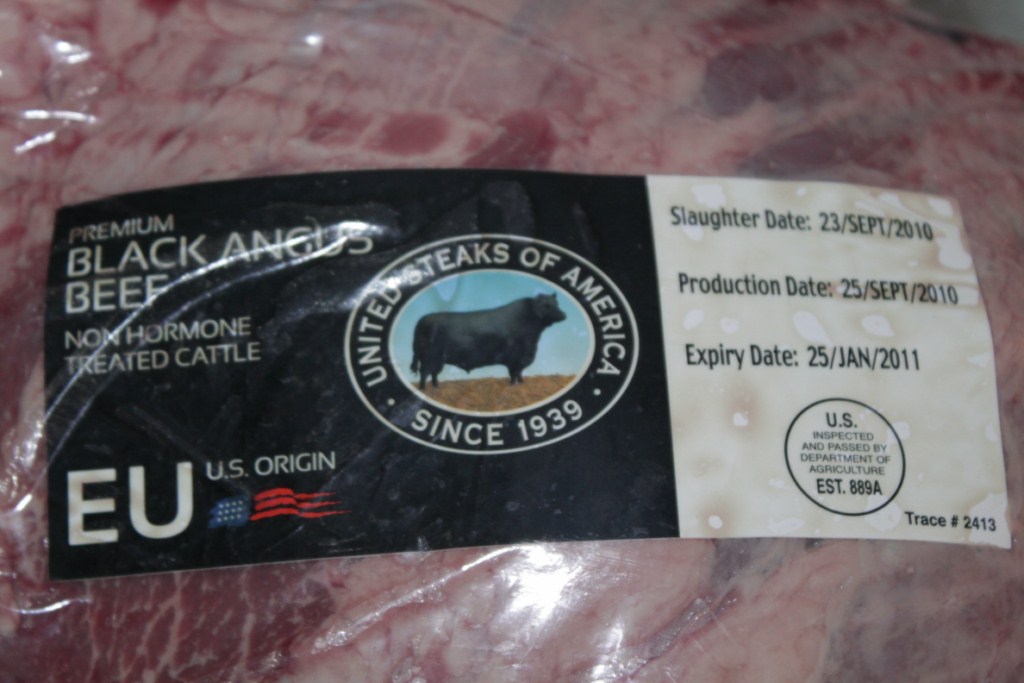 PREMIUM
BLACK ANGUS
BEEF
NON HORMONE
TREATED CATTLE
EU
U.S. ORIGIN
UNITED STEAKS OF AMERICA
· SINCE 1939 ·
Slaughter Date: 23/SEPT/2010
Production Date: 25/SEPT/2010
Expiry Date: 25/JAN/2011
U.S.
INSPECTED
AND PASSED BY
DEPARTMENT OF
AGRICULTURE
EST. 889A
Trace # 2413